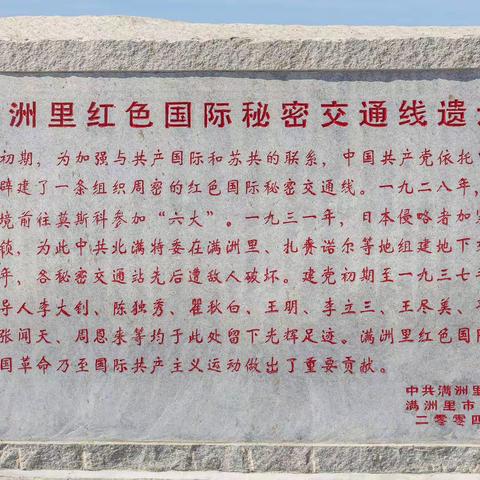 洲里红色国际秘密交通线遗
初期，为加强与共产国际和苏共的联系，中国共产党依托
辟建了一条组织周密的红色国际秘密交通线。一九二八年，
境前往莫斯科参加“六大”。一九三一年，日本侵略者加
锁，为此中共北满特委在满洲里、扎赉诺尔等地组建地下
年，各秘密交通站先后遭敌人破坏。建党初期至一九三七
导人李大钊、陈独秀、瞿秋白、王明、李立三、王尽美、
张闻天、周恩来等均于此处留下光辉足迹。满洲里红色国
国革命乃至国际共产主义运动做出了重要贡献。
中共满洲里
满洲里市
二零零四